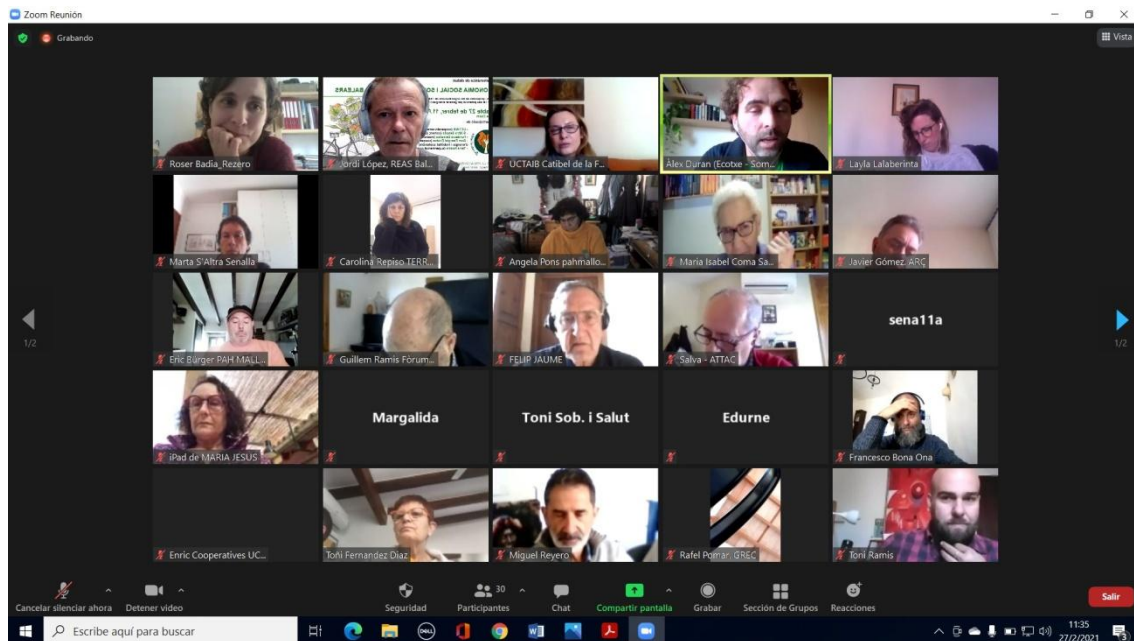 Zoom Reunión
Grabando
Vista
Roser Badia_Rezero
Jordi López, REAS Bal...
UCTAIB Catibel de la F...
Àlex Duran (Ecotxe - Som...
Layla Lalaberinta
Marta S'Altra Senalla
Carolina Repiso TERR...
Angela Pons pahmallo...
Maria Isabel Coma Sa...
Javier Gómez. ARÇ
Eric Bürger PAH MALL...
Guillem Ramis Fòrum...
FELIP JAUME
Salva - ATTAC
sena11a
1/2
1/2
iPad de MARIA JESUS
Margalida
Toni Sob. i Salut
Edurne
Francesco Bona Ona
Enric Cooperatives UC...
Toñi Fernandez Diaz
Miguel Reyero
Rafel Pomar. GREC
Toni Ramis
Cancelar silenciar ahora
Detener video
Seguridad
30
Participantes
Chat
Compartir pantalla
Grabar
Sección de Grupos
Reacciones
Salir
Escribe aquí para buscar
DELL
11:35
27/2/2021